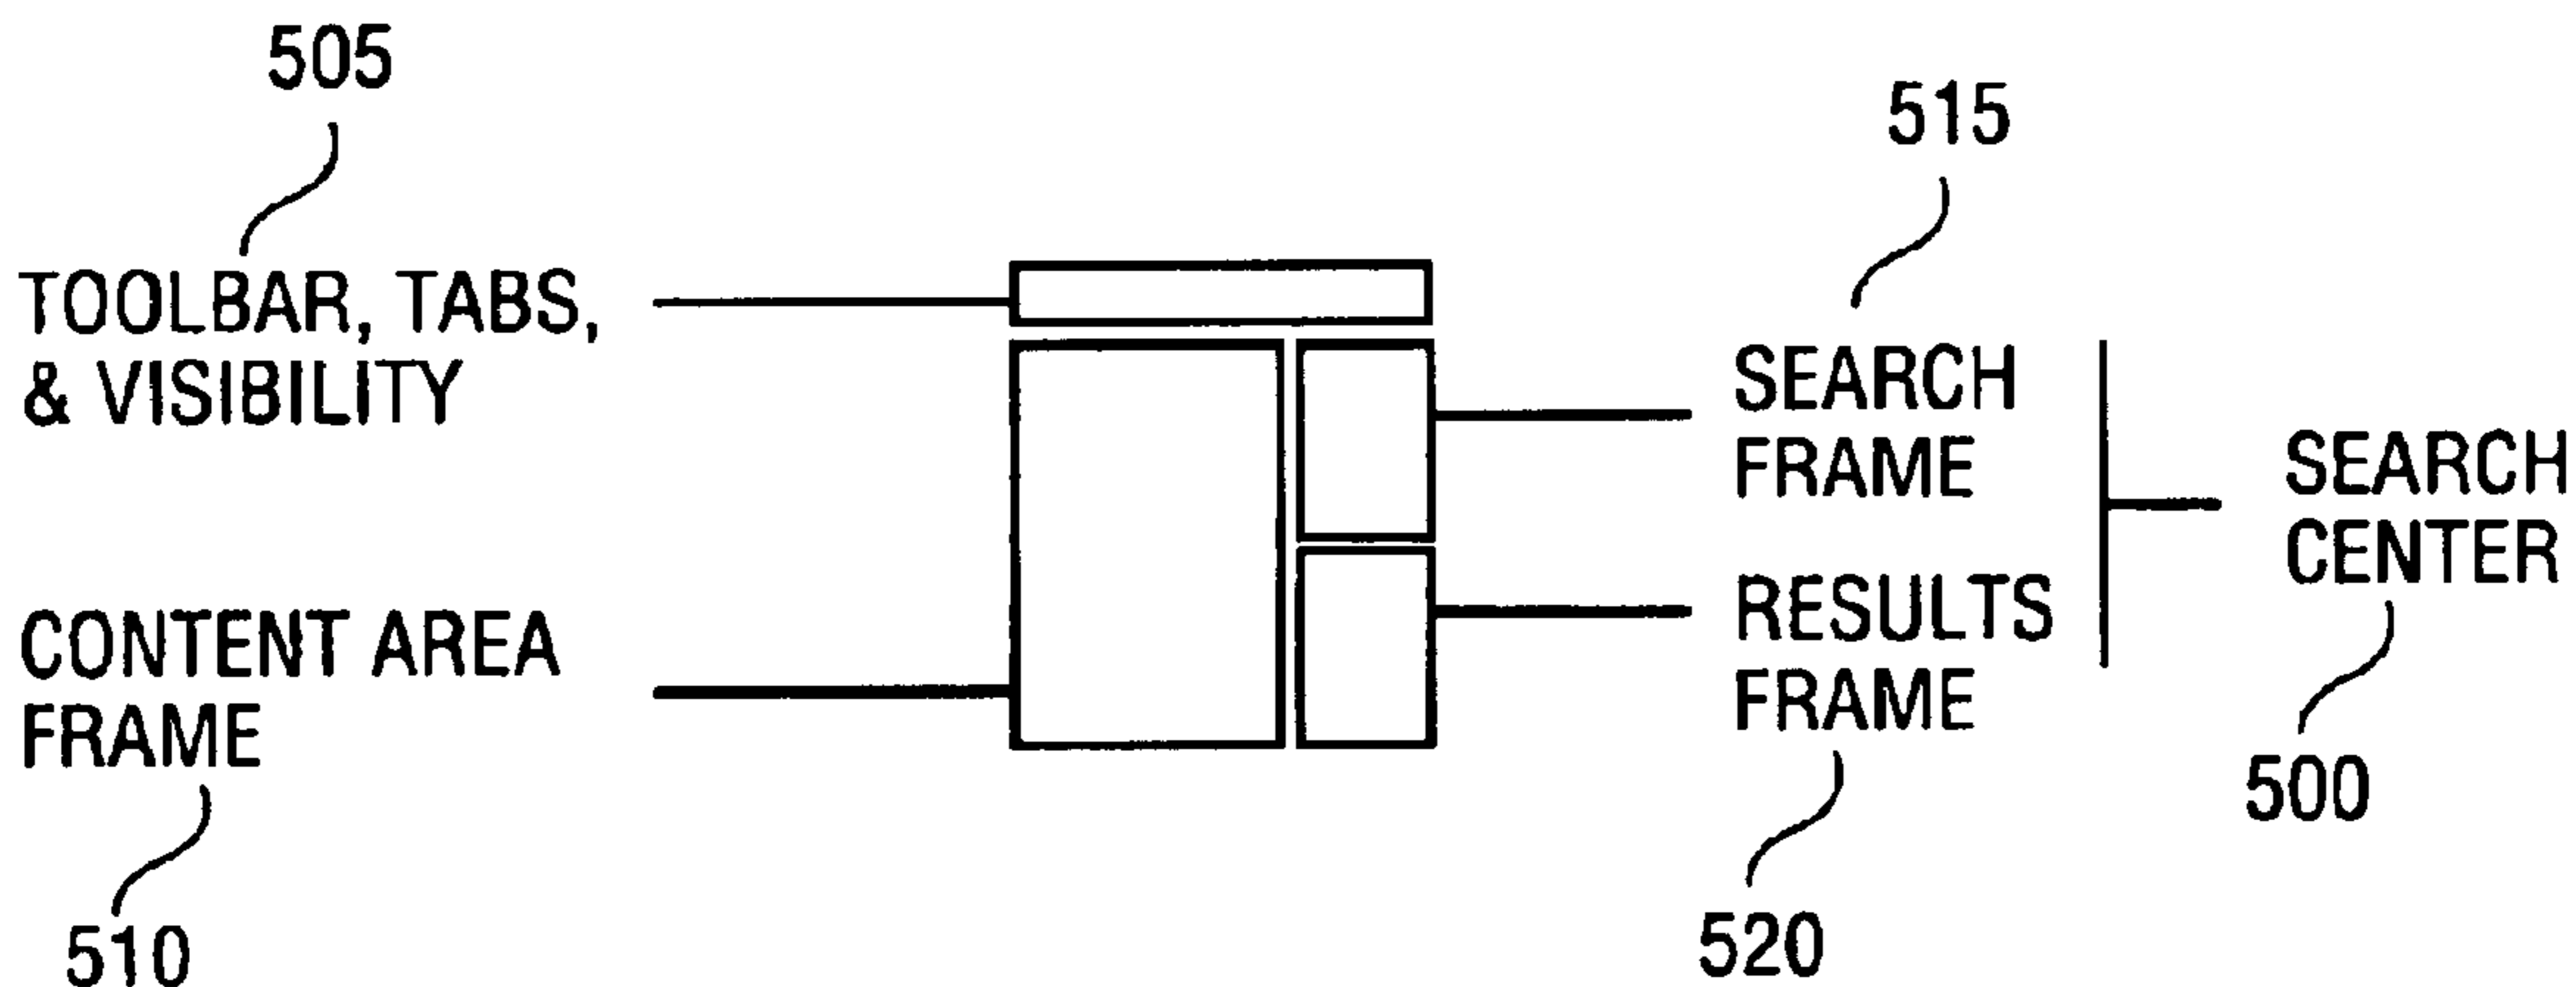 505
TOOLBAR, TABS,
& VISIBILITY
CONTENT AREA
FRAME
510
515
SEARCH
FRAME
RESULTS
FRAME
520
SEARCH
CENTER
500